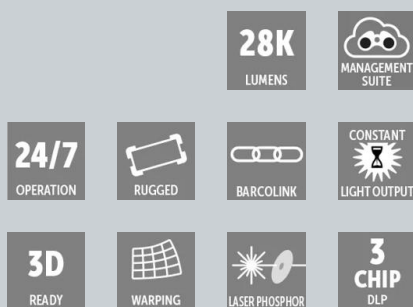 28K
LUMENS
MANAGEMENT
SUITE
24/7
OPERATION
RUGGED
BARCOLINK
CONSTANT
LIGHT OUTPUT
3D
READY
WARPING
LASER PHOSPHOR
3
CHIP
DLP